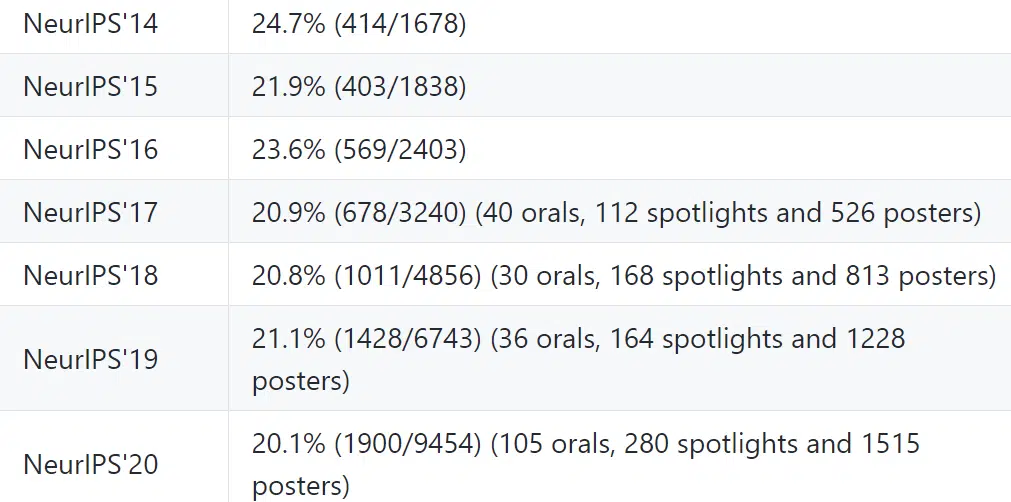 NeurIPS'14 24.7% (414/1678)
NeurIPS'15 21.9% (403/1838)
NeurIPS'16 23.6% (569/2403)
NeurIPS'17 20.9% (678/3240) (40 orals, 112 spotlights and 526 posters)
NeurIPS'18 20.8% (1011/4856) (30 orals, 168 spotlights and 813 posters)
NeurIPS'19 21.1% (1428/6743) (36 orals, 164 spotlights and 1228
posters)
NeurIPS'20 20.1% (1900/9454) (105 orals, 280 spotlights and 1515
posters)